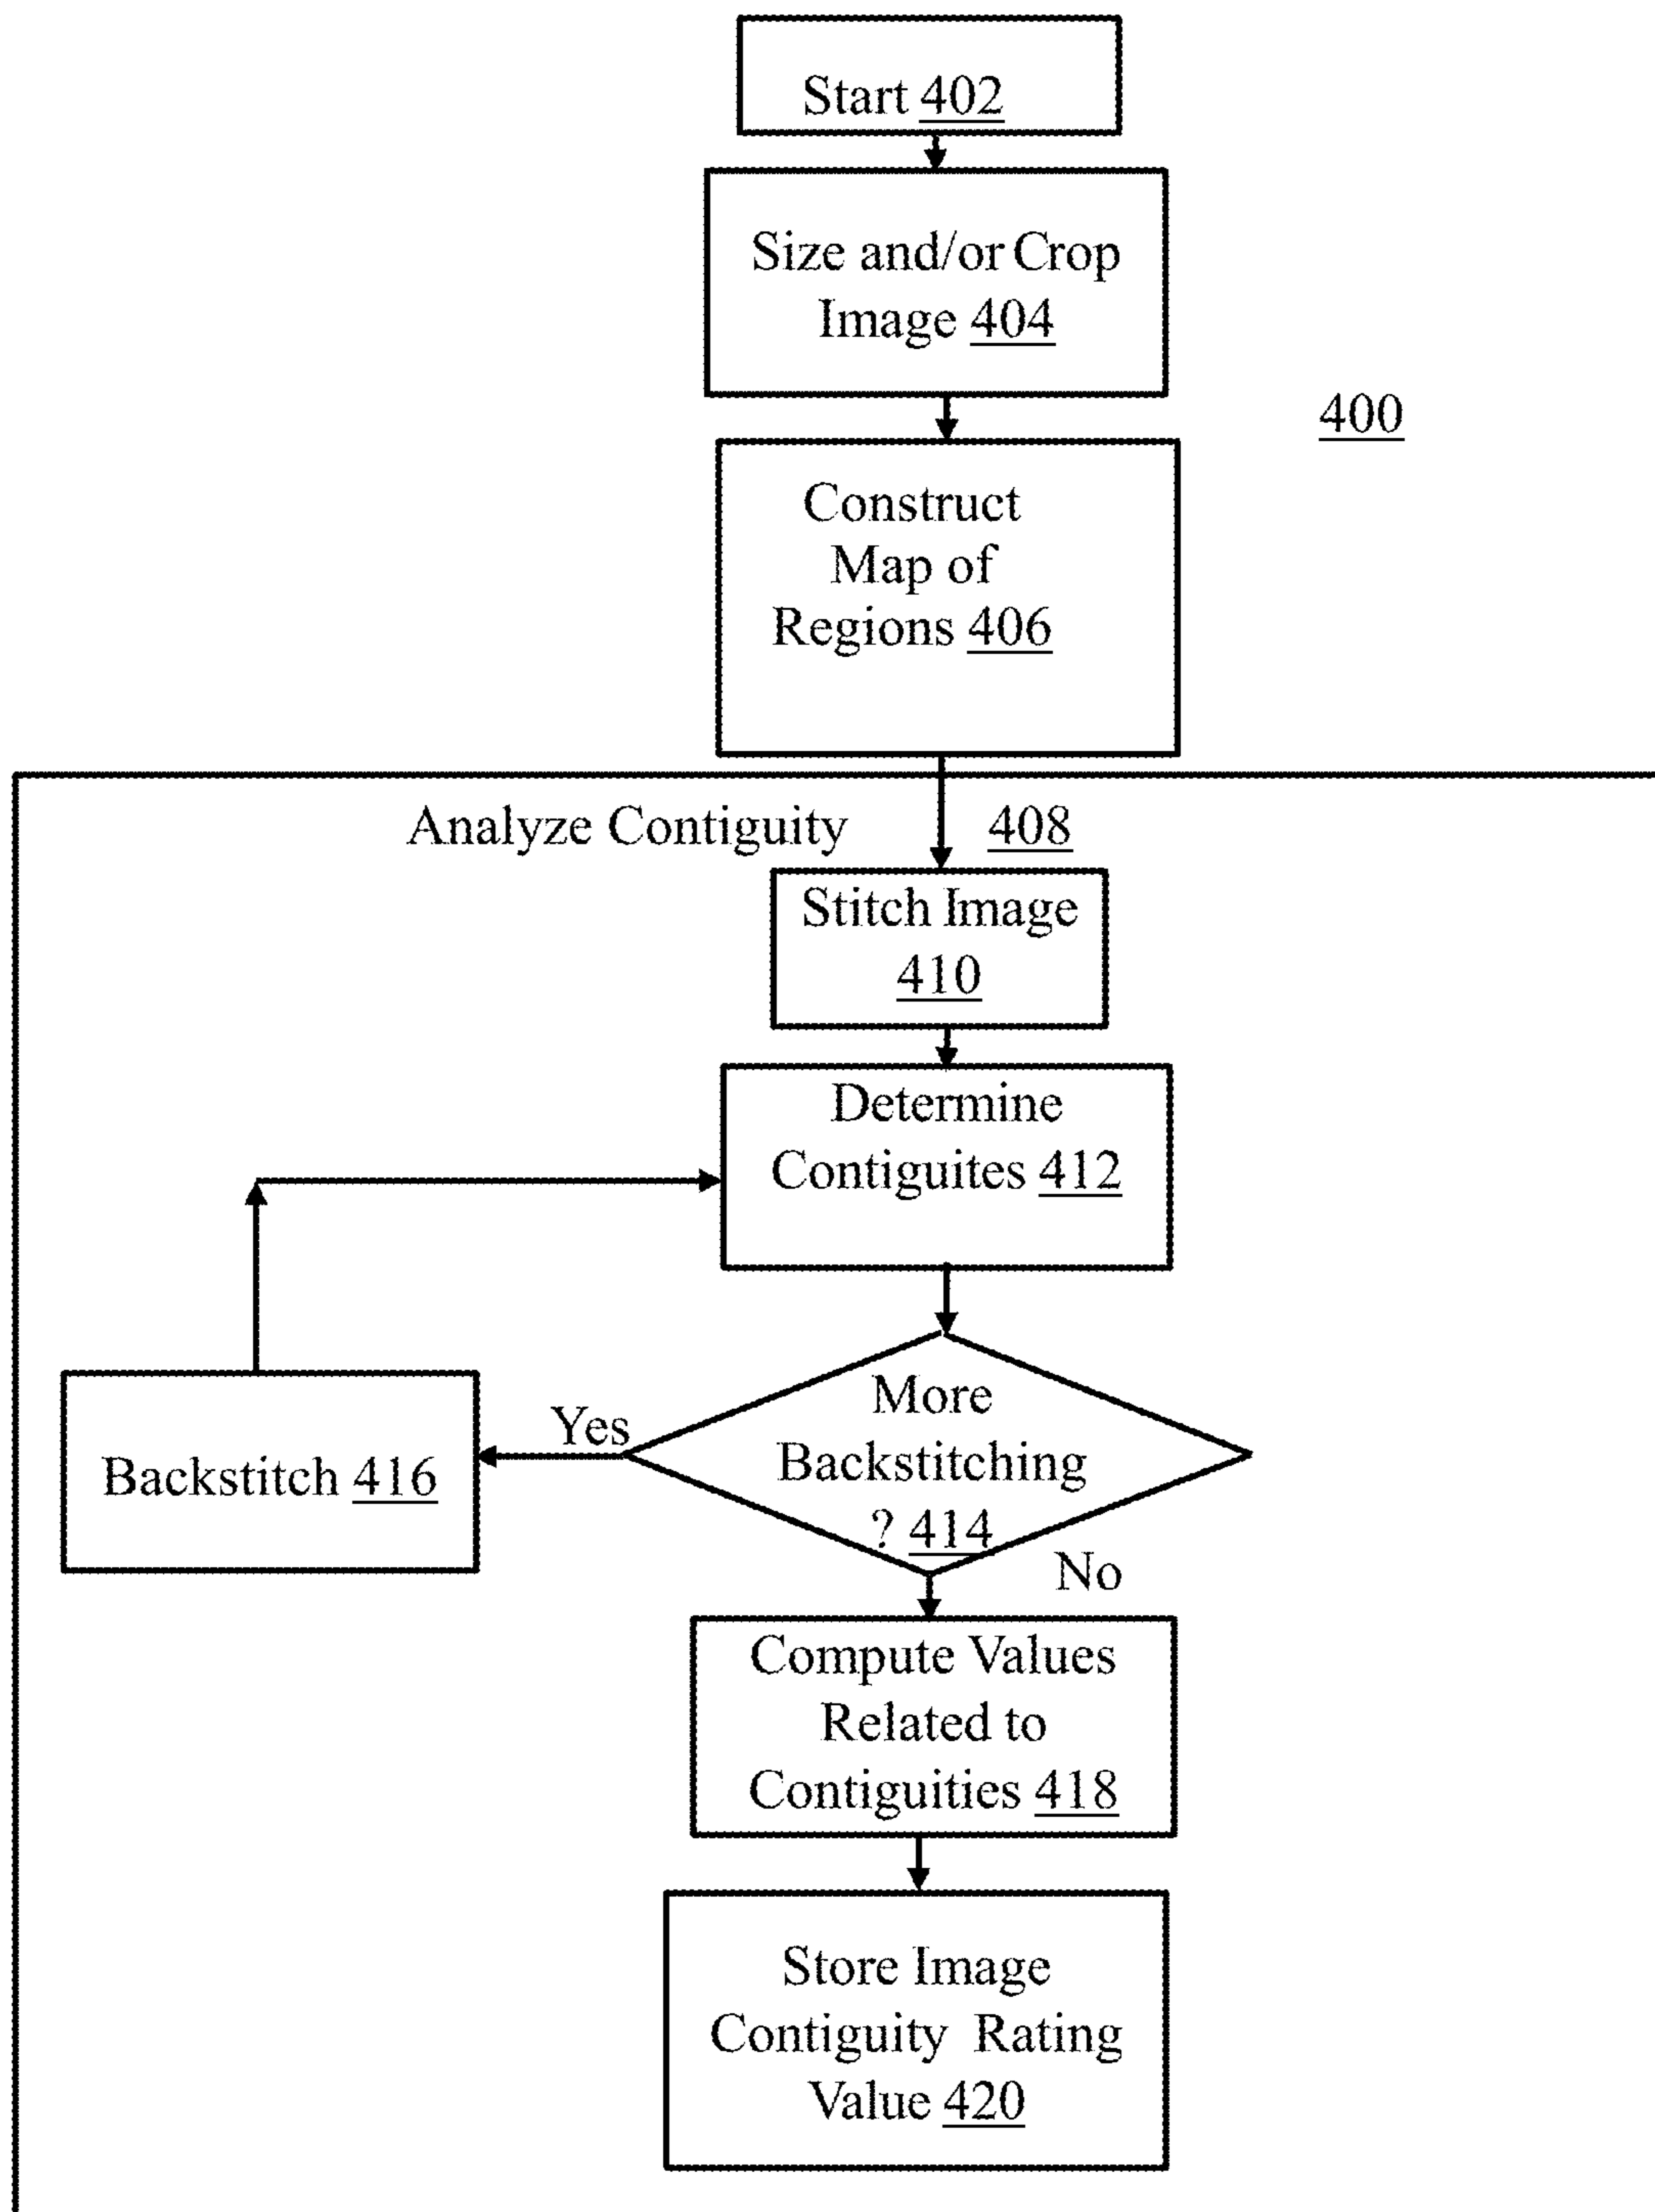 Start 402
Size and/or Crop
Image 404
400
Construct
Map of
Regions 406
Analyze Contiguity 408
Stitch Image
410
Determine
Contiguites 412
More
Backstitching
? 414
Yes
Backstitch 416
No
Compute Values
Related to
Contiguities 418
Store Image
Contiguity Rating
Value 420